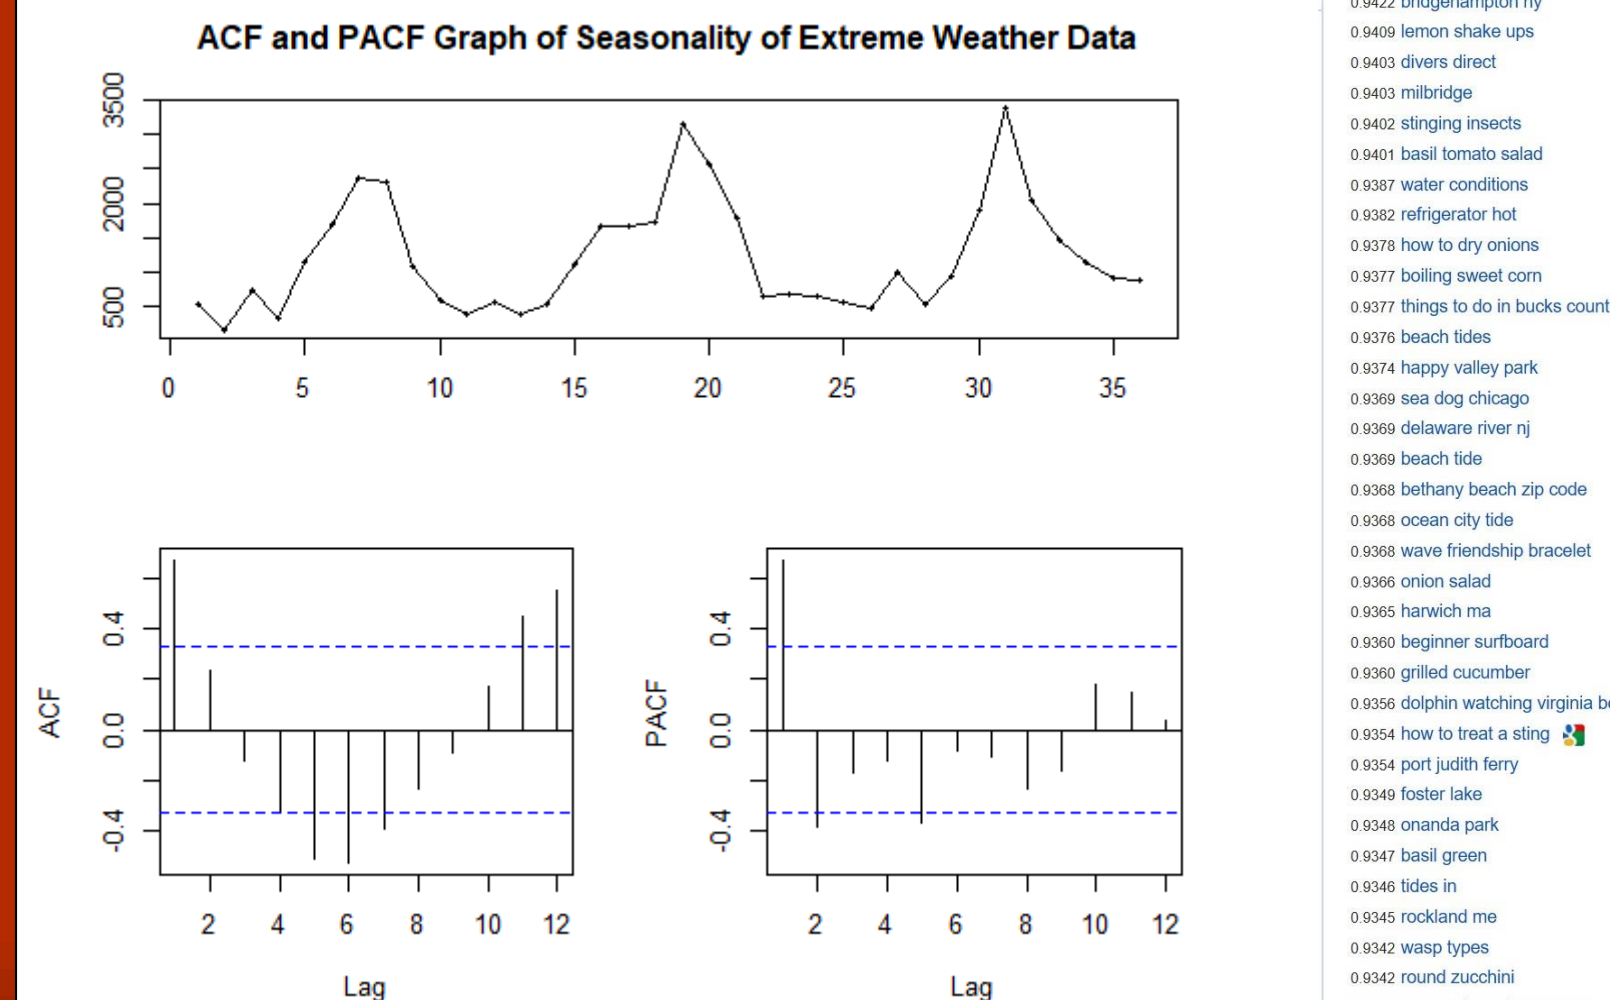 ACF and PACF Graph of Seasonality of Extreme Weather Data
3500
2000
500
0 5 10 15 20 25 30 35
ACF
0.4
0.0
-0.4
2 4 6 8 10 12
Lag
PACF
0.4
0.0
-0.4
2 4 6 8 10 12
Lag
0.9422 bridgehampton ny
0.9409 lemon shake ups
0.9403 divers direct
0.9403 milbridge
0.9402 stinging insects
0.9401 basil tomato salad
0.9387 water conditions
0.9382 refrigerator hot
0.9378 how to dry onions
0.9377 boiling sweet corn
0.9377 things to do in bucks count
0.9376 beach tides
0.9374 happy valley park
0.9369 sea dog chicago
0.9369 delaware river nj
0.9369 beach tide
0.9368 bethany beach zip code
0.9368 ocean city tide
0.9368 wave friendship bracelet
0.9366 onion salad
0.9365 harwich ma
0.9360 beginner surfboard
0.9360 grilled cucumber
0.9356 dolphin watching virginia be
0.9354 how to treat a sting
0.9354 port judith ferry
0.9349 foster lake
0.9348 onanda park
0.9347 basil green
0.9346 tides in
0.9345 rockland me
0.9342 wasp types
0.9342 round zucchini